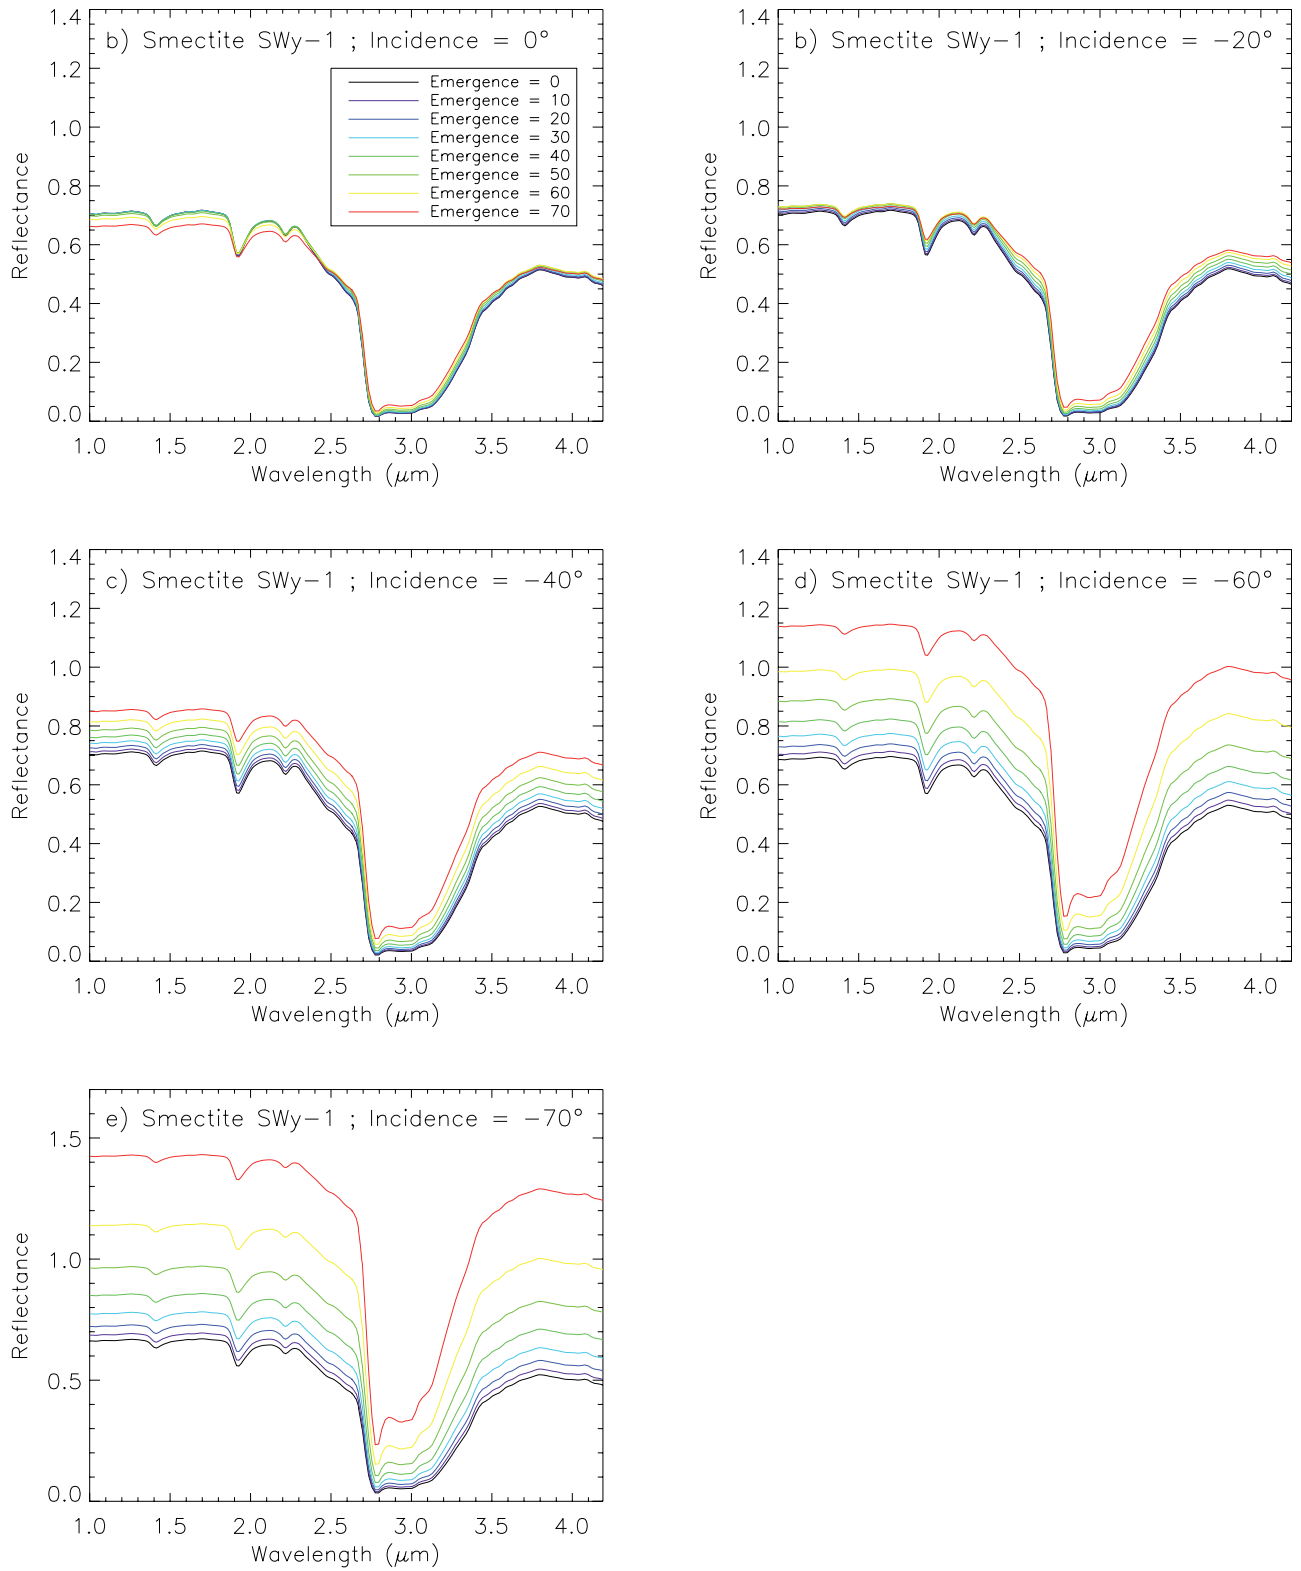 b) Smectite SWy-1 ; Incidence = 0°
Emergence = 0
Emergence = 10
Emergence = 20
Emergence = 30
Emergence = 40
Emergence = 50
Emergence = 60
Emergence = 70
1.4
1.2
1.0
0.8
0.6
0.4
0.2
0.0
Reflectance
1.0 1.5 2.0 2.5 3.0 3.5 4.0
Wavelength (μm)
b) Smectite SWy-1 ; Incidence = -20°
1.4
1.2
1.0
0.8
0.6
0.4
0.2
0.0
Reflectance
1.0 1.5 2.0 2.5 3.0 3.5 4.0
Wavelength (μm)
c) Smectite SWy-1 ; Incidence = -40°
1.4
1.2
1.0
0.8
0.6
0.4
0.2
0.0
Reflectance
1.0 1.5 2.0 2.5 3.0 3.5 4.0
Wavelength (μm)
d) Smectite SWy-1 ; Incidence = -60°
1.4
1.2
1.0
0.8
0.6
0.4
0.2
0.0
Reflectance
1.0 1.5 2.0 2.5 3.0 3.5 4.0
Wavelength (μm)
e) Smectite SWy-1 ; Incidence = -70°
1.5
1.0
0.5
0.0
Reflectance
1.0 1.5 2.0 2.5 3.0 3.5 4.0
Wavelength (μm)